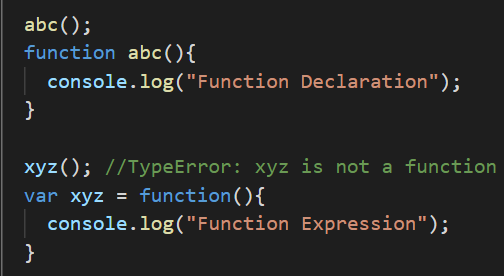 abc();
function abc(){
  console.log("Function Declaration");
}

xyz(); //TypeError: xyz is not a function
var xyz = function(){
  console.log("Function Expression");
}